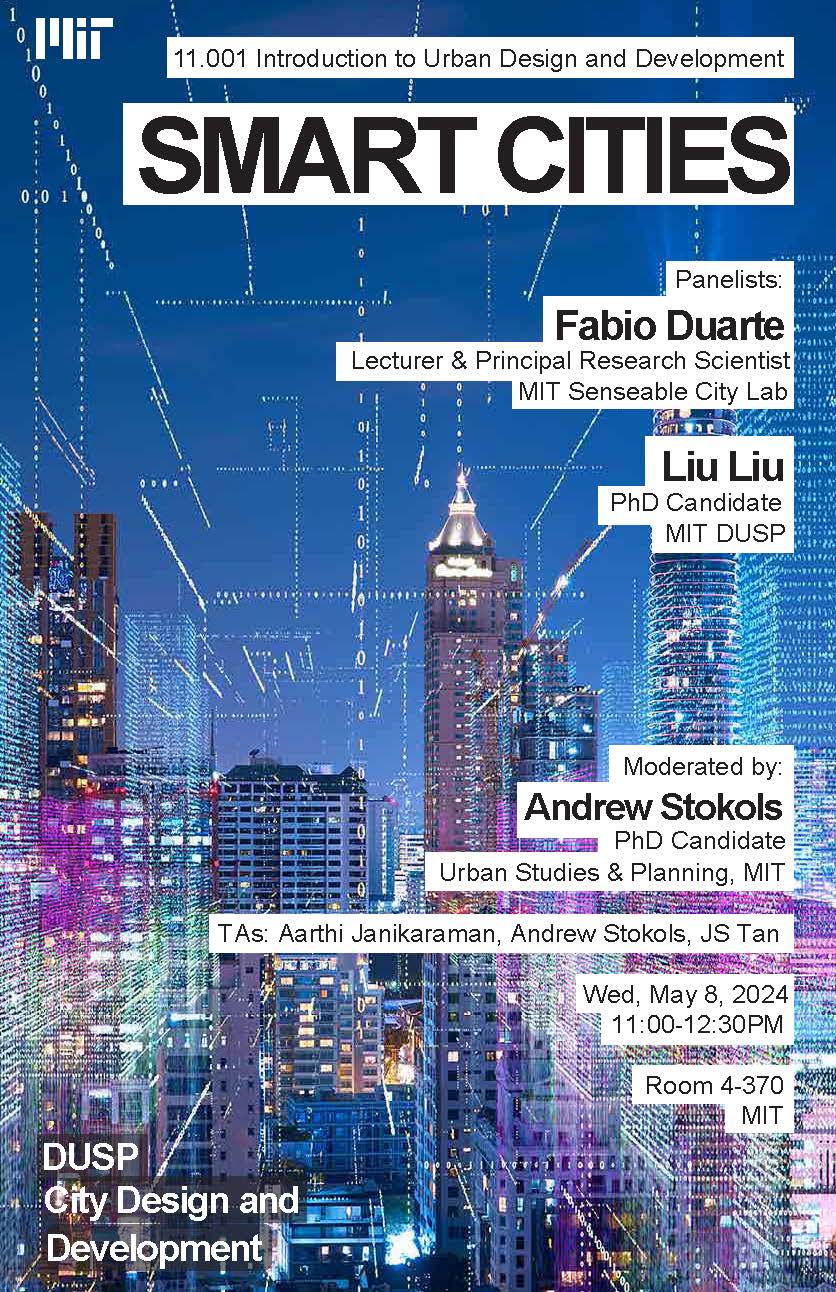 MIT
11.001 Introduction to Urban Design and Development
SMART CITIES
Panelists:
Fabio Duarte
Lecturer & Principal Research Scientist
MIT Senseable City Lab
Liu Liu
PhD Candidate
MIT DUSP
Moderated by:
Andrew Stokols
PhD Candidate
Urban Studies & Planning, MIT
TAs: Aarthi Janikaraman, Andrew Stokols, JS Tan
Wed, May 8, 2024
11:00-12:30PM
Room 4-370
MIT
DUSP
City Design and
Development